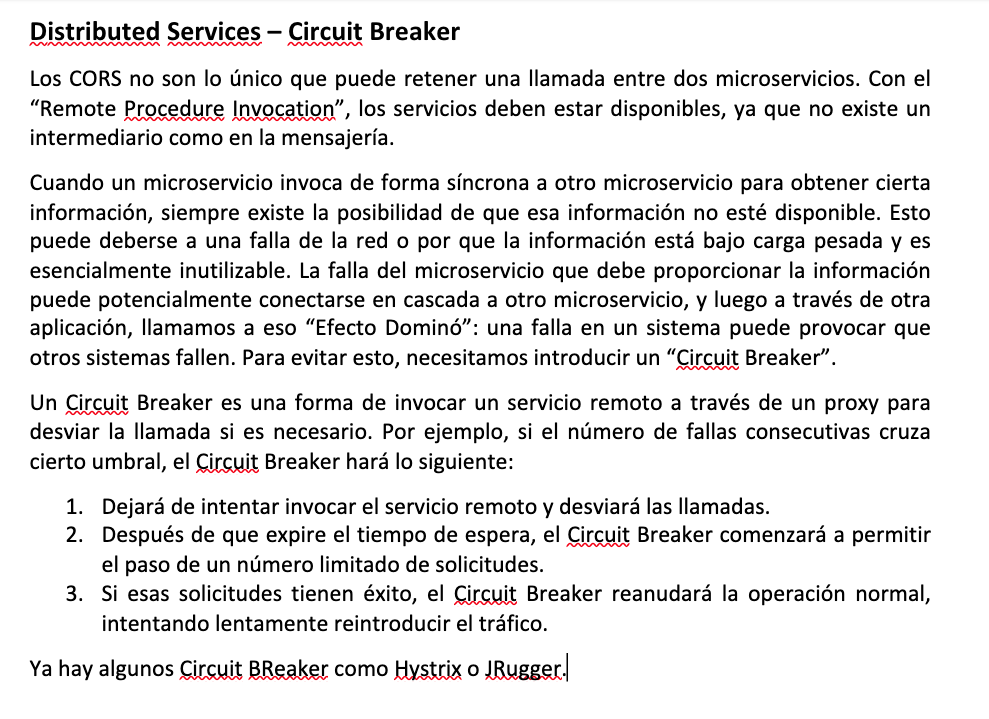 Distributed Services – Circuit Breaker
Los CORS no son lo único que puede retener una llamada entre dos microservicios. Con el
“Remote Procedure Invocation”, los servicios deben estar disponibles, ya que no existe un
intermediario como en la mensajería.
Cuando un microservicio invoca de forma síncrona a otro microservicio para obtener cierta
información, siempre existe la posibilidad de que esa información no esté disponible. Esto
puede deberse a una falla de la red o por que la información está bajo carga pesada y es
esencialmente inutilizable. La falla del microservicio que debe proporcionar la información
puede potencialmente conectarse en cascada a otro microservicio, y luego a través de otra
aplicación, llamamos a eso “Efecto Dominó”: una falla en un sistema puede provocar que
otros sistemas fallen. Para evitar esto, necesitamos introducir un “Circuit Breaker”.
Un Circuit Breaker es una forma de invocar un servicio remoto a través de un proxy para
desviar la llamada si es necesario. Por ejemplo, si el número de fallas consecutivas cruza
cierto umbral, el Circuit Breaker hará lo siguiente:
1. Dejará de intentar invocar el servicio remoto y desviará las llamadas.
2. Después de que expire el tiempo de espera, el Circuit Breaker comenzará a permitir
el paso de un número limitado de solicitudes.
3. Si esas solicitudes tienen éxito, el Circuit Breaker reanudará la operación normal,
intentando lentamente reintroducir el tráfico.
Ya hay algunos Circuit BReaker como Hystrix o JRugger.